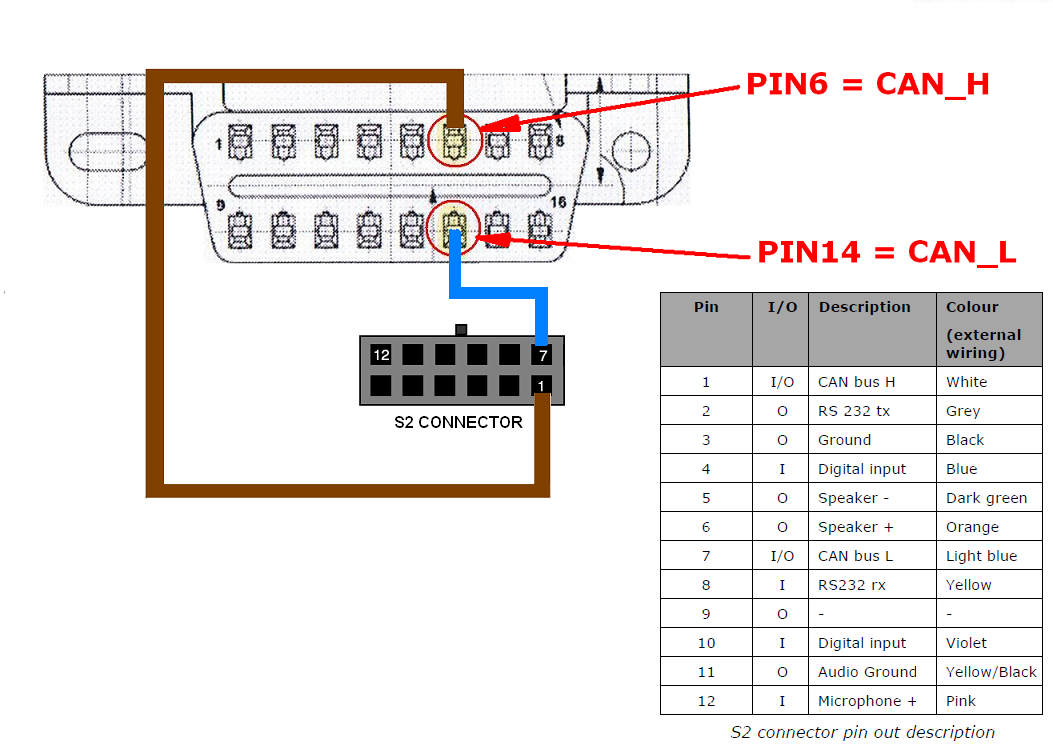 PIN6 = CAN_H
1
8
9
16
PIN14 = CAN_L
12
7
1
S2 CONNECTOR
Pin I/O Description Colour
(external
wiring)
1 I/O CAN bus H White
2 O RS 232 tx Grey
3 O Ground Black
4 I Digital input Blue
5 O Speaker - Dark green
6 O Speaker + Orange
7 I/O CAN bus L Light blue
8 I RS232 rx Yellow
9 O - -
10 I Digital input Violet
11 O Audio Ground Yellow/Black
12 I Microphone + Pink
S2 connector pin out description